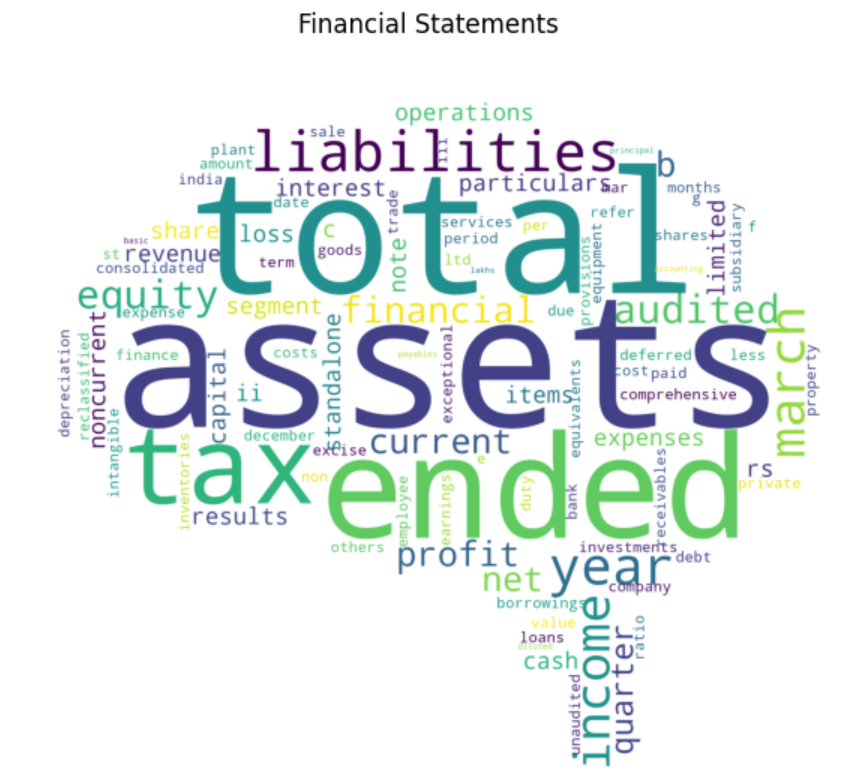 Financial Statements
operations
sale
liabilities
iii
principal
plant
amount
b
india
interest
particulars
mar
months
total
date
trade
g
share
services
per
refer
limited
subsidiary
f
basic
loss
c
period
shares
st
revenue
goods
note
ltd
provisions
equipment
consolidated
term
lakhs
accounting
equity
segment
financial
due
audited
expense
assets
march
depreciation
reclassified
noncurrent
finance
capital
costs
standalone
payables
exceptional
deferred
less
property
cost
paid
ii
items
equivalents
comprehensive
intangible
december
excise
current
expenses
tax
ended
inventories
non
e
rs
private
results
employee
earnings
duty
bank
receivables
others
profit
investments
debt
net
year
company
borrowings
value
income
quarter
ratio
loans
diluted
cash
unaudited